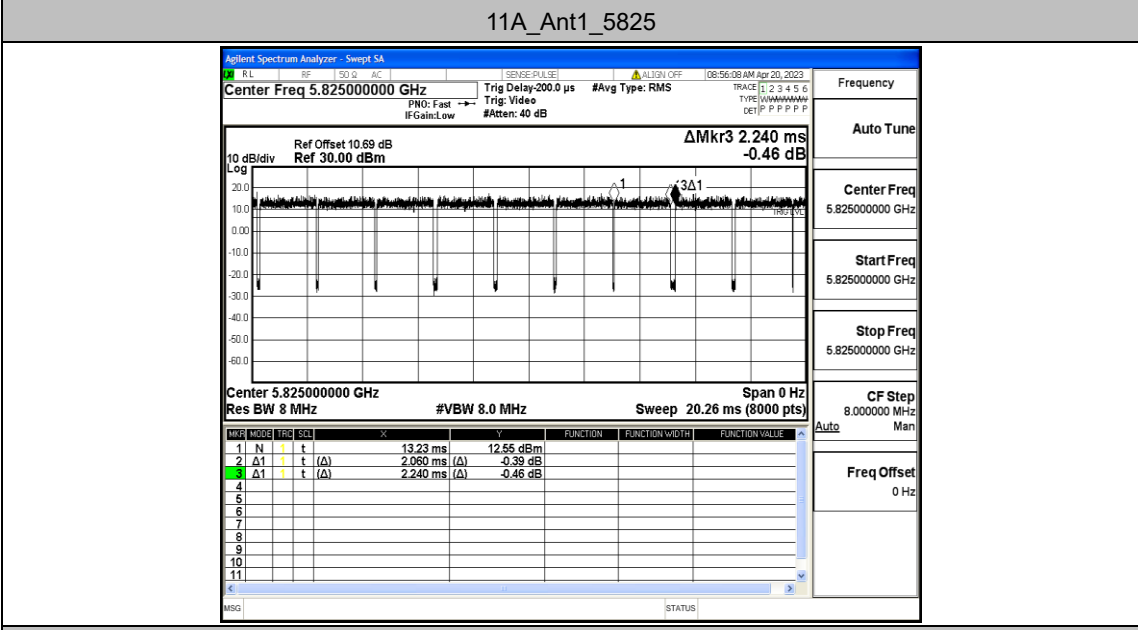 11A_Ant1_5825
Agilent Spectrum Analyzer - Swept SA
RL RF 50 Ω AC SENSE:PULSE ALIGN OFF 08:56:08 AM Apr 20, 2023
Center Freq 5.825000000 GHz
PNO: Fast
IFGain:Low
Trig Delay-200.0 µs
Trig: Video
#Atten: 40 dB
#Avg Type: RMS
TRACE 1 2 3 4 5 6
TYPE
DET P P P P P P
Ref Offset 10.69 dB
10 dB/div Ref 30.00 dBm
Log
ΔMkr3 2.240 ms
-0.46 dB
20.0
10.0
0.00
-10.0
-20.0
-30.0
-40.0
-50.0
-60.0
1
3Δ1
TRIG LVL
Center 5.825000000 GHz Span 0 Hz
Res BW 8 MHz #VBW 8.0 MHz Sweep 20.26 ms (8000 pts)
MKR MODE TRC SCL X Y FUNCTION FUNCTION WIDTH FUNCTION VALUE
1 N 1 t 13.23 ms 12.55 dBm
2 Δ1 1 t (Δ) 2.060 ms (Δ) -0.39 dB
3 Δ1 1 t (Δ) 2.240 ms (Δ) -0.46 dB
4
5
6
7
8
9
10
11
MSG STATUS
Frequency
Auto Tune
Center Freq
5.825000000 GHz
Start Freq
5.825000000 GHz
Stop Freq
5.825000000 GHz
CF Step
8.000000 MHz
Auto Man
Freq Offset
0 Hz